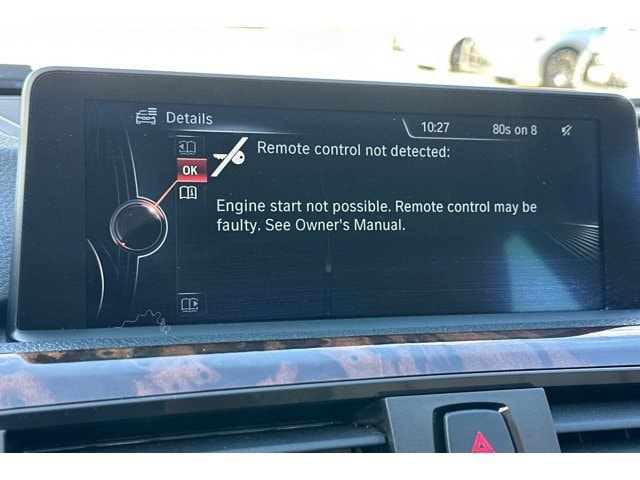 Details
10:27
80s on 8
Remote control not detected:
OK
Engine start not possible. Remote control may be
faulty. See Owner's Manual.